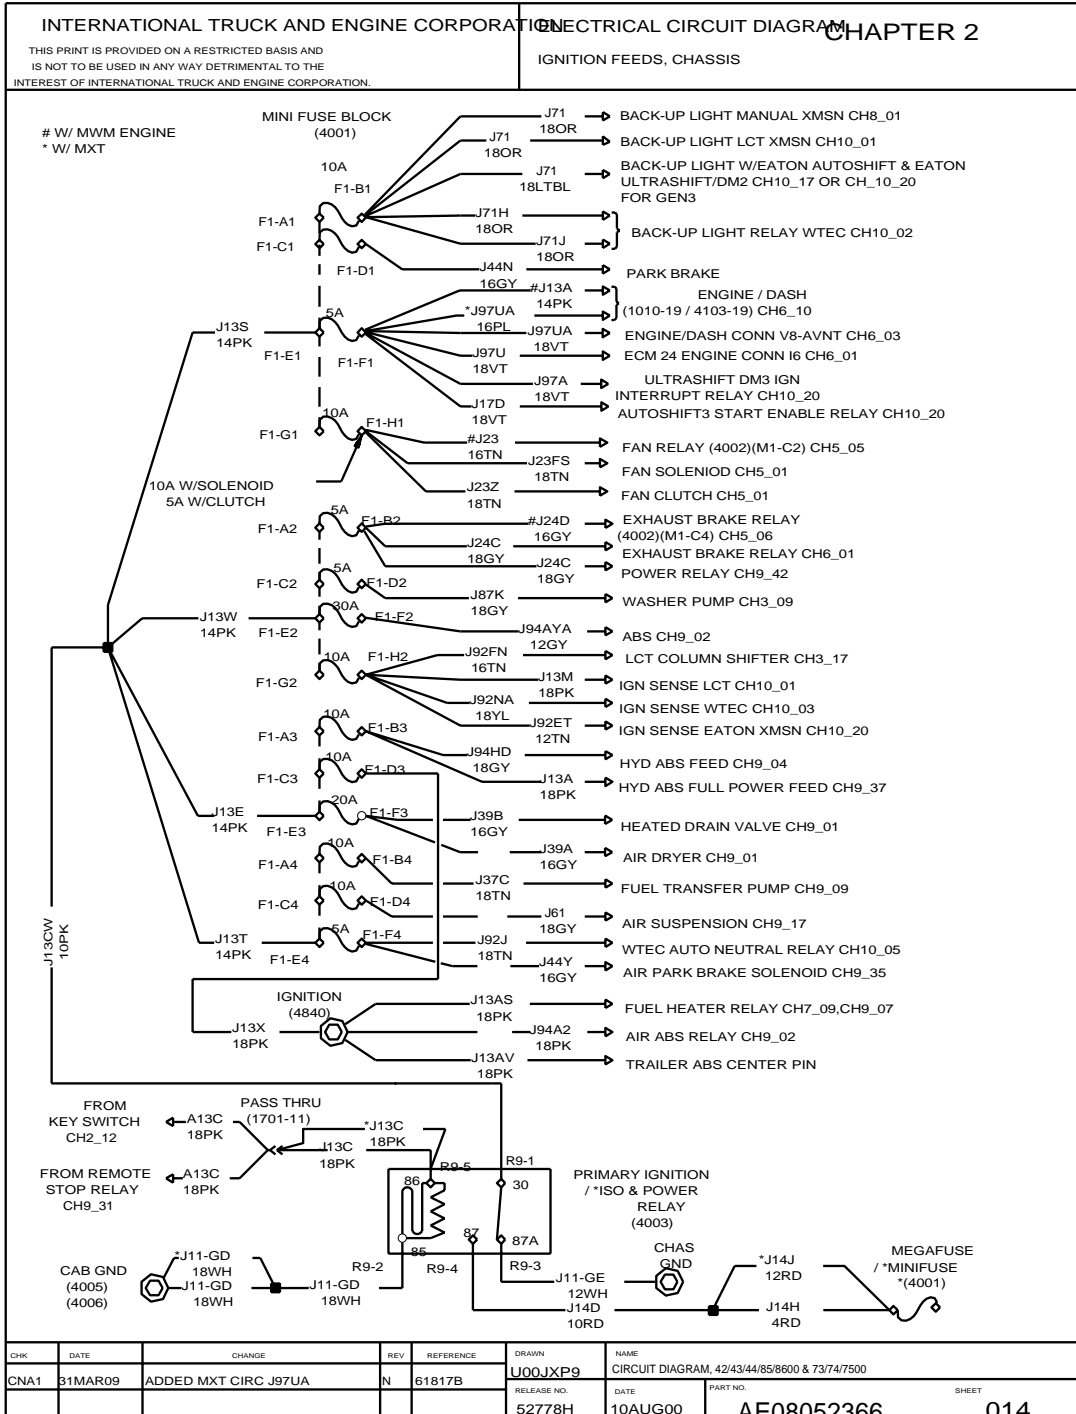 INTERNATIONAL TRUCK AND ENGINE CORPORATION
THIS PRINT IS PROVIDED ON A RESTRICTED BASIS AND
IS NOT TO BE USED IN ANY WAY DETRIMENTAL TO THE
INTEREST OF INTERNATIONAL TRUCK AND ENGINE CORPORATION.
ELECTRICAL CIRCUIT DIAGRAM
CHAPTER 2
IGNITION FEEDS, CHASSIS
# W/ MWM ENGINE
* W/ MXT
MINI FUSE BLOCK
(4001)
10A
F1-B1
F1-A1
F1-C1
F1-D1
J71
18OR
BACK-UP LIGHT MANUAL XMSN CH8_01
J71
18OR
BACK-UP LIGHT LCT XMSN CH10_01
J71
18LTBL
BACK-UP LIGHT W/EATON AUTOSHIFT & EATON
ULTRASHIFT/DM2 CH10_17 OR CH_10_20
FOR GEN3
J71H
18OR
J71J
18OR
BACK-UP LIGHT RELAY WTEC CH10_02
J44N
16GY
PARK BRAKE
J13S
14PK
5A
F1-E1
F1-F1
#J13A
14PK
*J97UA
16PL
ENGINE / DASH
(1010-19 / 4103-19) CH6_10
J97UA
18VT
ENGINE/DASH CONN V8-AVNT CH6_03
J97U
18VT
ECM 24 ENGINE CONN I6 CH6_01
J97A
18VT
ULTRASHIFT DM3 IGN
INTERRUPT RELAY CH10_20
J17D
18VT
AUTOSHIFT3 START ENABLE RELAY CH10_20
10A
F1-G1
F1-H1
10A W/SOLENOID
5A W/CLUTCH
#J23
16TN
FAN RELAY (4002)(M1-C2) CH5_05
J23FS
18TN
FAN SOLENIOD CH5_01
J23Z
18TN
FAN CLUTCH CH5_01
5A
F1-A2
F1-B2
#J24D
16GY
EXHAUST BRAKE RELAY
(4002)(M1-C4) CH5_06
J24C
18GY
EXHAUST BRAKE RELAY CH6_01
J24C
18GY
POWER RELAY CH9_42
5A
F1-C2
F1-D2
J87K
18GY
WASHER PUMP CH3_09
J13W
14PK
30A
F1-E2
F1-F2
J94AYA
12GY
ABS CH9_02
10A
F1-G2
F1-H2
J92FN
16TN
LCT COLUMN SHIFTER CH3_17
J13M
18PK
IGN SENSE LCT CH10_01
J92NA
18YL
IGN SENSE WTEC CH10_03
J92ET
12TN
IGN SENSE EATON XMSN CH10_20
10A
F1-A3
F1-B3
J94HD
18GY
HYD ABS FEED CH9_04
J13A
18PK
HYD ABS FULL POWER FEED CH9_37
10A
F1-C3
F1-D3
J13E
14PK
20A
F1-E3
F1-F3
J39B
16GY
HEATED DRAIN VALVE CH9_01
J39A
16GY
AIR DRYER CH9_01
10A
F1-A4
F1-B4
J37C
18TN
FUEL TRANSFER PUMP CH9_09
10A
F1-C4
F1-D4
J61
18GY
AIR SUSPENSION CH9_17
J13T
14PK
5A
F1-E4
F1-F4
J92J
18TN
WTEC AUTO NEUTRAL RELAY CH10_05
J44Y
16GY
AIR PARK BRAKE SOLENOID CH9_35
J13CW
10PK
IGNITION
(4840)
J13X
18PK
J13AS
18PK
FUEL HEATER RELAY CH7_09,CH9_07
J94A2
18PK
AIR ABS RELAY CH9_02
J13AV
18PK
TRAILER ABS CENTER PIN
FROM
KEY SWITCH
CH2_12
A13C
18PK
PASS THRU
(1701-11)
*J13C
18PK
J13C
18PK
FROM REMOTE
STOP RELAY
CH9_31
A13C
18PK
R9-5
R9-1
86
30
87
87A
85
R9-2
R9-4
R9-3
PRIMARY IGNITION
/ *ISO & POWER
RELAY
(4003)
CAB GND
(4005)
(4006)
*J11-GD
18WH
J11-GD
18WH
J11-GD
18WH
CHAS
GND
J11-GE
12WH
J14D
10RD
*J14J
12RD
J14H
4RD
MEGAFUSE
/ *MINIFUSE
*(4001)
CHK DATE CHANGE REV REFERENCE
CNA1 31MAR09 ADDED MXT CIRC J97UA N 61817B
DRAWN
U00JXP9
NAME
CIRCUIT DIAGRAM, 42/43/44/85/8600 & 73/74/7500
RELEASE NO.
52778H
DATE
10AUG00
PART NO.
AE08052366
SHEET
014